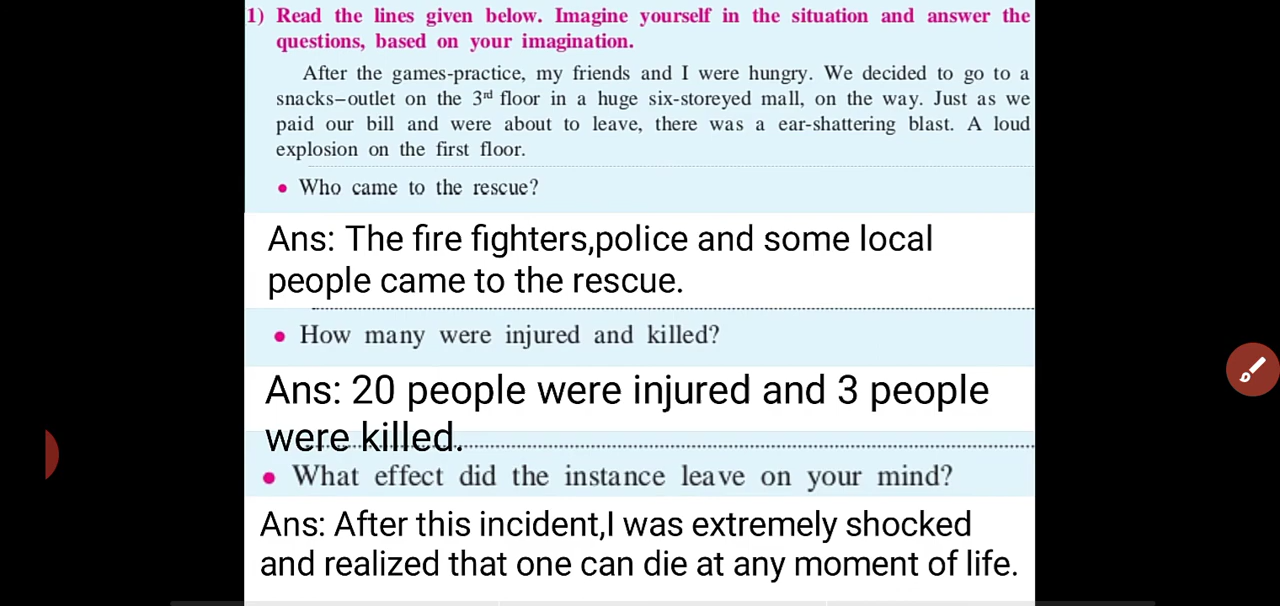 1) Read the lines given below. Imagine yourself in the situation and answer the
questions, based on your imagination.
After the games-practice, my friends and I were hungry. We decided to go to a
snacks–outlet on the 3rd floor in a huge six-storeyed mall, on the way. Just as we
paid our bill and were about to leave, there was a ear-shattering blast. A loud
explosion on the first floor.
• Who came to the rescue?
Ans: The fire fighters,police and some local
people came to the rescue.
• How many were injured and killed?
Ans: 20 people were injured and 3 people
were killed.
• What effect did the instance leave on your mind?
Ans: After this incident,I was extremely shocked
and realized that one can die at any moment of life.